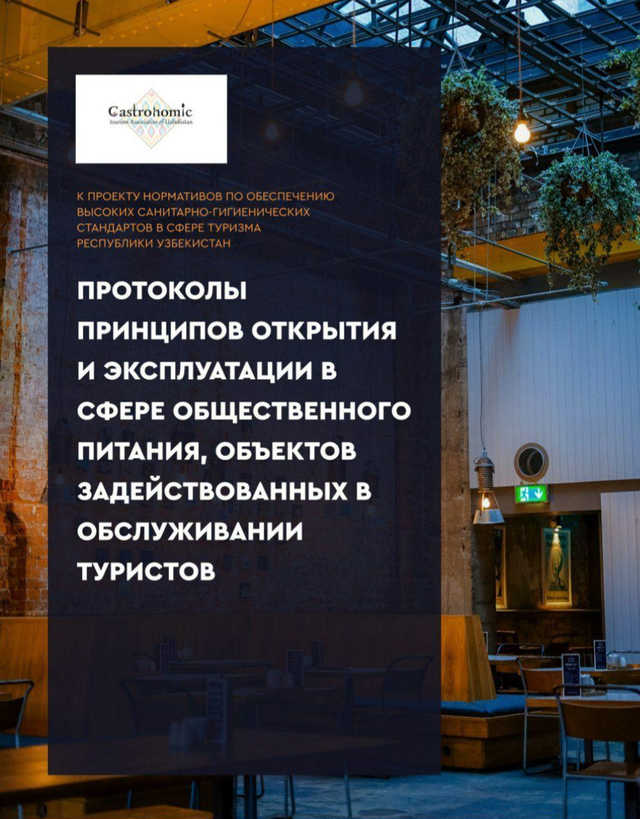 Gastronomic
tourism Association of Uzbekistan
К ПРОЕКТУ НОРМАТИВОВ ПО ОБЕСПЕЧЕНИЮ
ВЫСОКИХ САНИТАРНО-ГИГИЕНИЧЕСКИХ
СТАНДАРТОВ В СФЕРЕ ТУРИЗМА
РЕСПУБЛИКИ УЗБЕКИСТАН
ПРОТОКОЛЫ
ПРИНЦИПОВ ОТКРЫТИЯ
И ЭКСПЛУАТАЦИИ В
СФЕРЕ ОБЩЕСТВЕННОГО
ПИТАНИЯ, ОБЪЕКТОВ
ЗАДЕЙСТВОВАННЫХ В
ОБСЛУЖИВАНИИ
ТУРИСТОВ